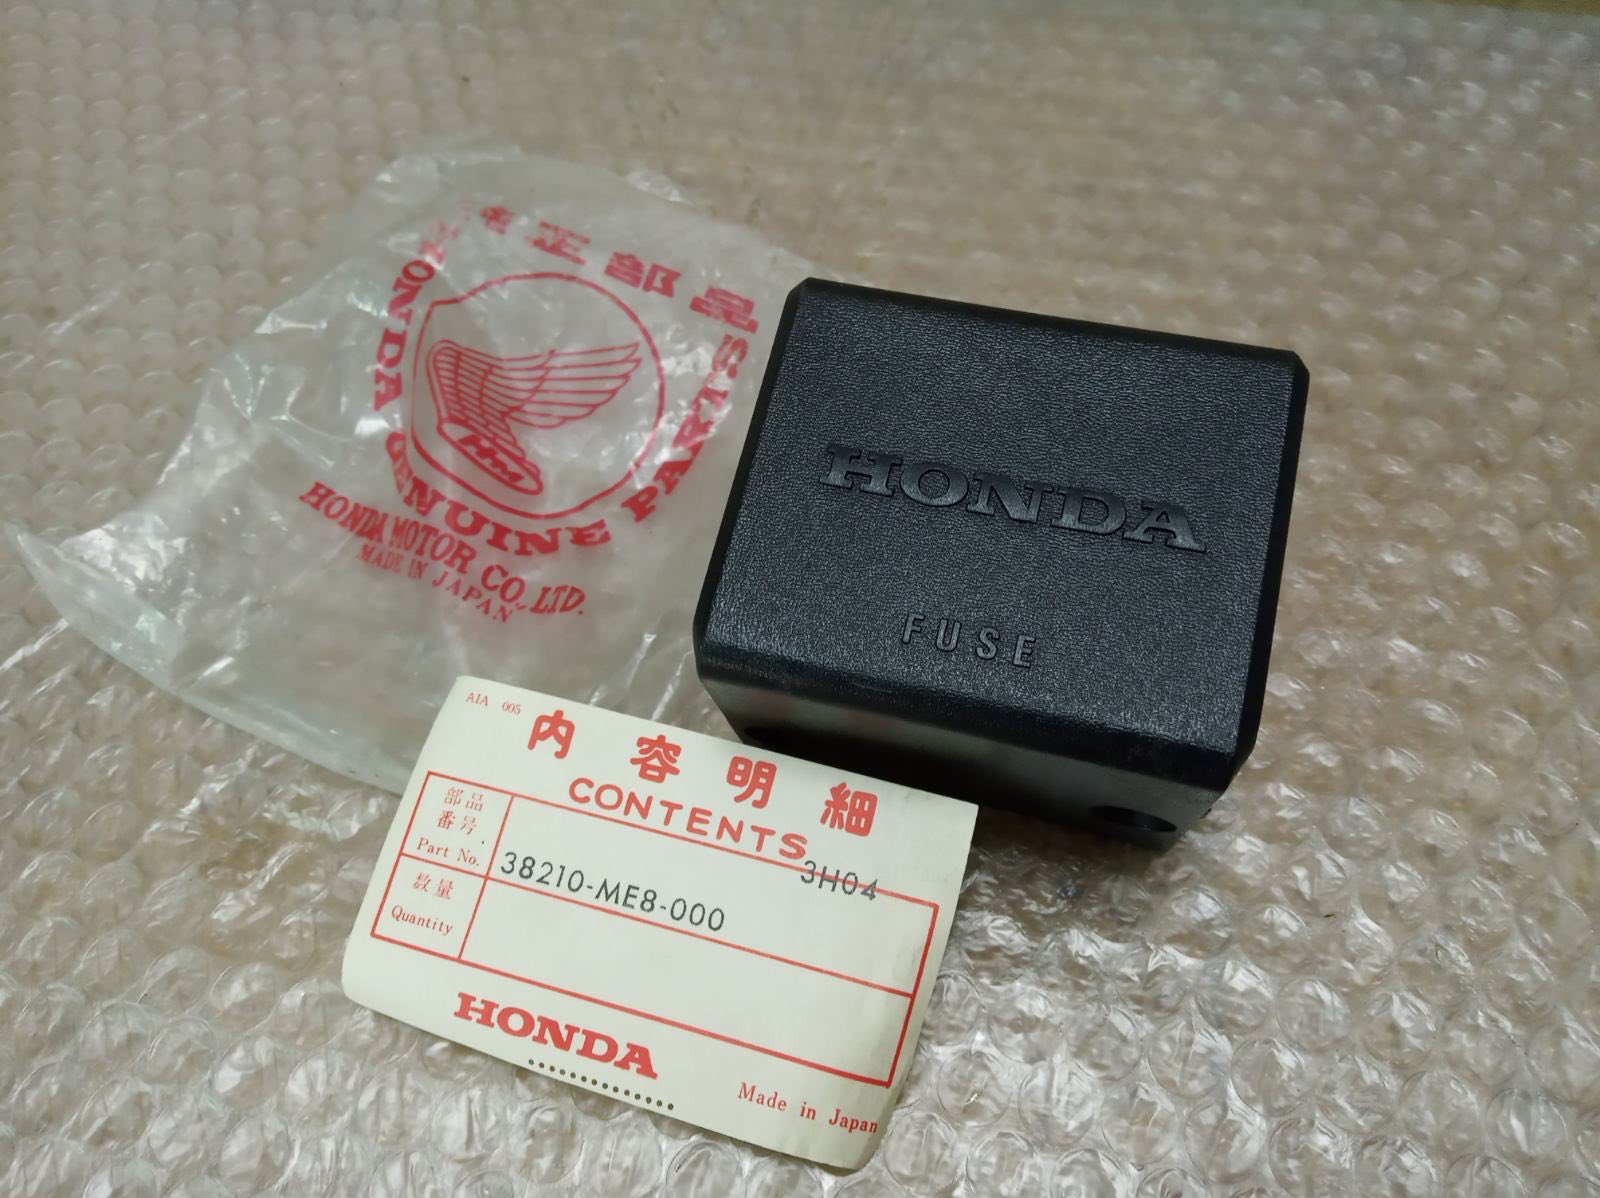 純正部品
HONDA GENUINE PARTS
HM
HONDA MOTOR CO., LTD.
MADE IN JAPAN
HONDA
FUSE
AIA 005
内容明細
CONTENTS
3H04
部品
番号
Part No.
38210-ME8-000
数量
Quantity
HONDA
Made in Japan